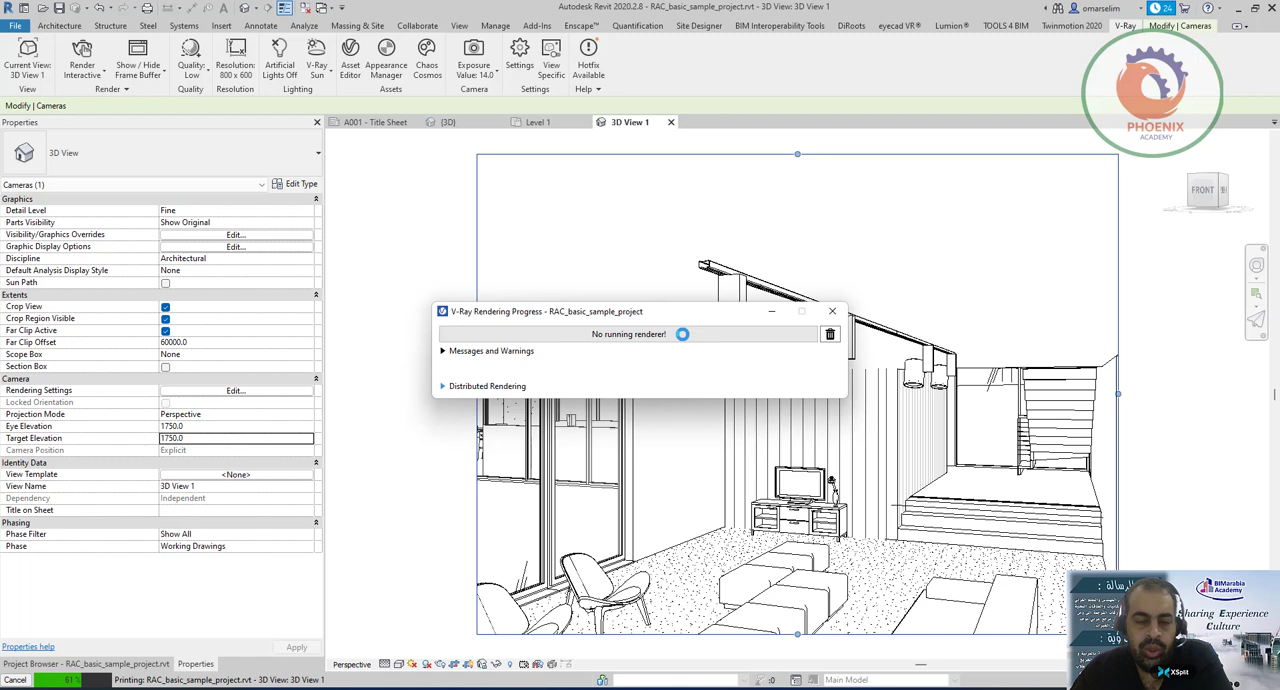 Autodesk Revit 2020.2.8 - RAC_basic_sample_project.rvt - 3D View: 3D View 1
omarselim
24
File Architecture Structure Steel Systems Insert Annotate Analyze Massing & Site Collaborate View Manage Add-Ins Enscape™ Quantification Site Designer BIM Interoperability Tools DiRoots eyecad VR® Lumion® TOOLS 4 BIM Twinmotion 2020 V-Ray Modify | Cameras
Current View:
3D View 1
Render
Interactive
Show / Hide
Frame Buffer
Quality:
Low
Resolution:
800 x 600
Artificial
Lights Off
V-Ray
Sun
Asset
Editor
Appearance
Manager
Chaos
Cosmos
Exposure
Value: 14.0
Settings
View
Specific
Hotfix
Available
View Render Quality Resolution Lighting Assets Camera Settings Help
PHOENIX
ACADEMY
Modify | Cameras
Properties
A001 - Title Sheet {3D} Level 1 3D View 1
3D View
Cameras (1) Edit Type
Graphics
Detail Level Fine
Parts Visibility Show Original
Visibility/Graphics Overrides Edit...
Graphic Display Options Edit...
Discipline Architectural
Default Analysis Display Style None
Sun Path
Extents
Crop View
Crop Region Visible
Far Clip Active
Far Clip Offset 60000.0
Scope Box None
Section Box
Camera
Rendering Settings Edit...
Locked Orientation
Projection Mode Perspective
Eye Elevation 1750.0
Target Elevation 1750.0
Camera Position Explicit
Identity Data
View Template <None>
View Name 3D View 1
Dependency Independent
Title on Sheet
Phasing
Phase Filter Show All
Phase Working Drawings
Properties help Apply
Project Browser - RAC_basic_sample_project.rvt Properties
FRONT
V-Ray Rendering Progress - RAC_basic_sample_project
No running renderer!
Messages and Warnings
Distributed Rendering
Perspective
Cancel 61 % Printing: RAC_basic_sample_project.rvt - 3D View: 3D View 1
:0 Main Model
الرسالة :
BIMarabia
Academy
Sharing Experience
Culture
XSplit